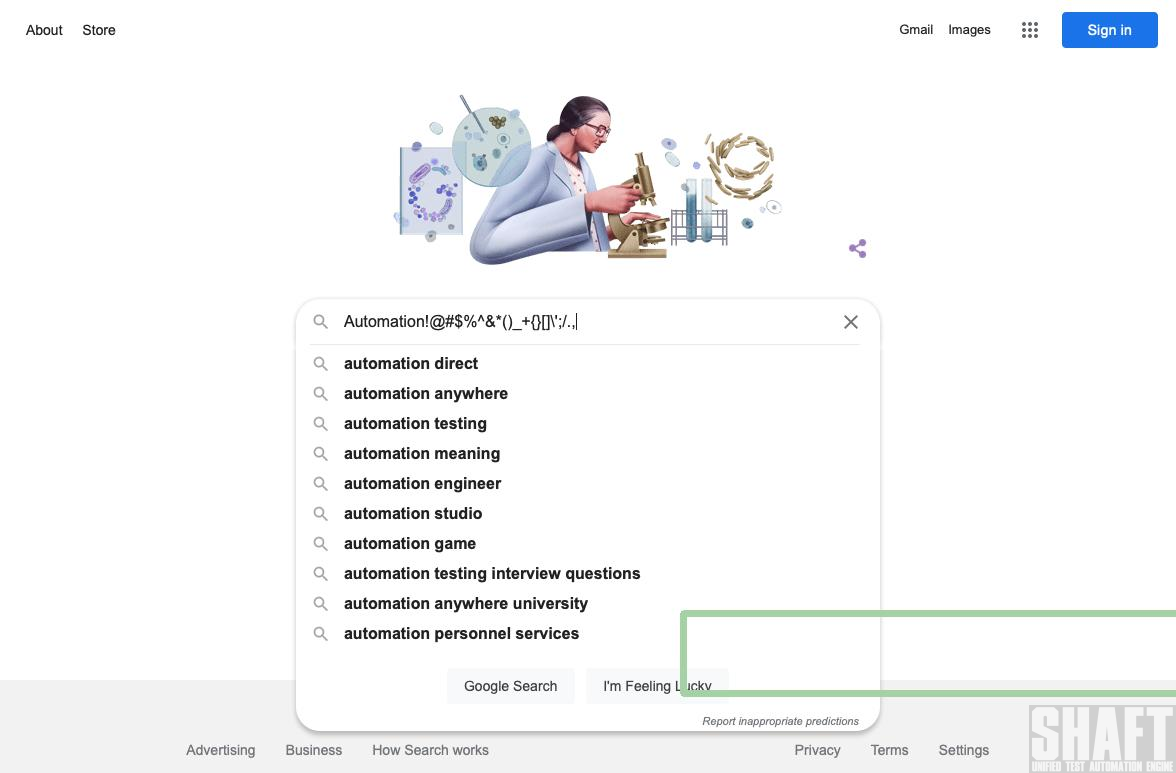 About Store
Gmail Images
Sign in
Automation!@#$%^&*()_+{}[]\';/.,
automation direct
automation anywhere
automation testing
automation meaning
automation engineer
automation studio
automation game
automation testing interview questions
automation anywhere university
automation personnel services
Google Search I'm Feeling Lucky
Report inappropriate predictions
Advertising Business How Search works
Privacy Terms Settings
SHAFT
UNIFIED TEST AUTOMATION ENGINE